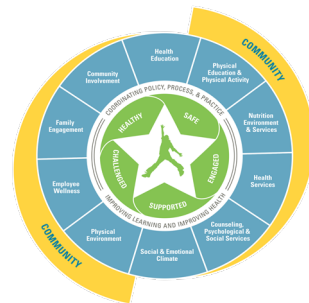 COMMUNITY
Health
Education
Physical
Education &
Physical Activity
Nutrition
Environment
& Services
Health
Services
Counseling,
Psychological &
Social Services
Social & Emotional
Climate
Physical
Environment
Employee
Wellness
Family
Engagement
Community
Involvement
COORDINATING POLICY, PROCESS, & PRACTICE
IMPROVING LEARNING AND IMPROVING HEALTH
HEALTHY
SAFE
ENGAGED
SUPPORTED
CHALLENGED
COMMUNITY